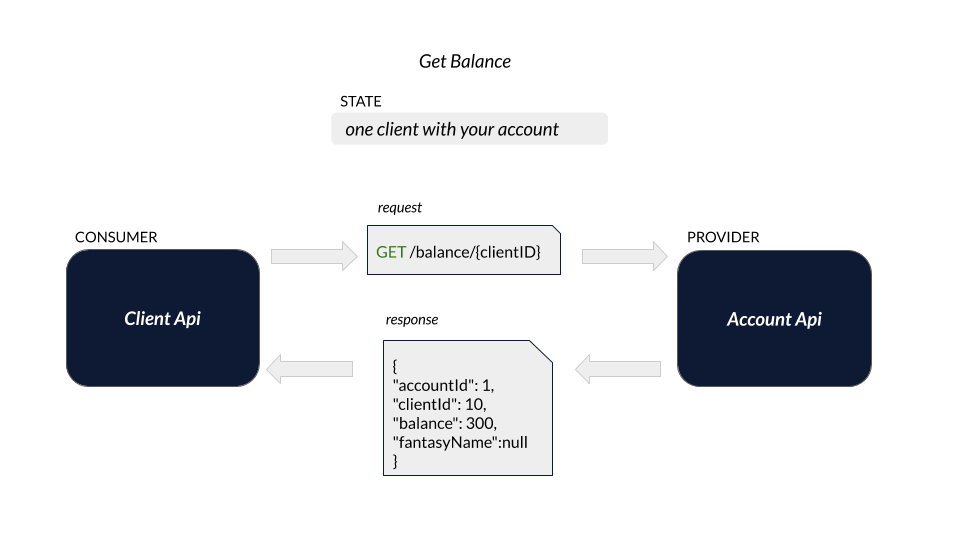 Get Balance
STATE
one client with your account
request
CONSUMER
GET /balance/{clientID}
PROVIDER
Client Api
Account Api
response
{
"accountId": 1,
"clientId": 10,
"balance": 300,
"fantasyName":null
}